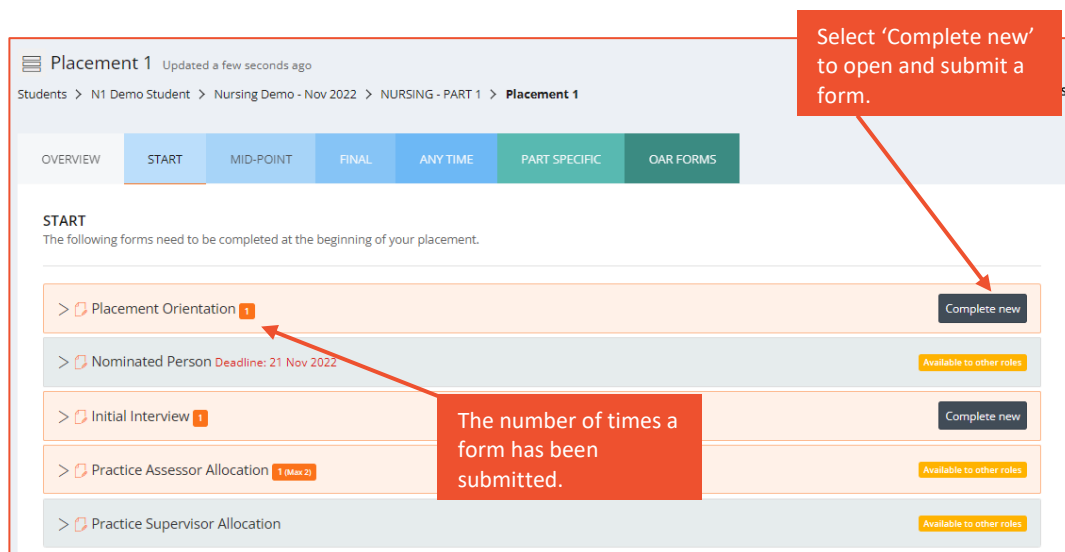 Select ‘Complete new’
to open and submit a
form.
Placement 1 Updated a few seconds ago
Students > N1 Demo Student > Nursing Demo - Nov 2022 > NURSING - PART 1 > Placement 1
s
OVERVIEW START MID-POINT FINAL ANY TIME PART SPECIFIC OAR FORMS
START
The following forms need to be completed at the beginning of your placement.
> Placement Orientation 1 Complete new
> Nominated Person Deadline: 21 Nov 2022 Available to other roles
> Initial Interview 1 Complete new
The number of times a
form has been
submitted.
> Practice Assessor Allocation 1 (Max 2) Available to other roles
> Practice Supervisor Allocation Available to other roles